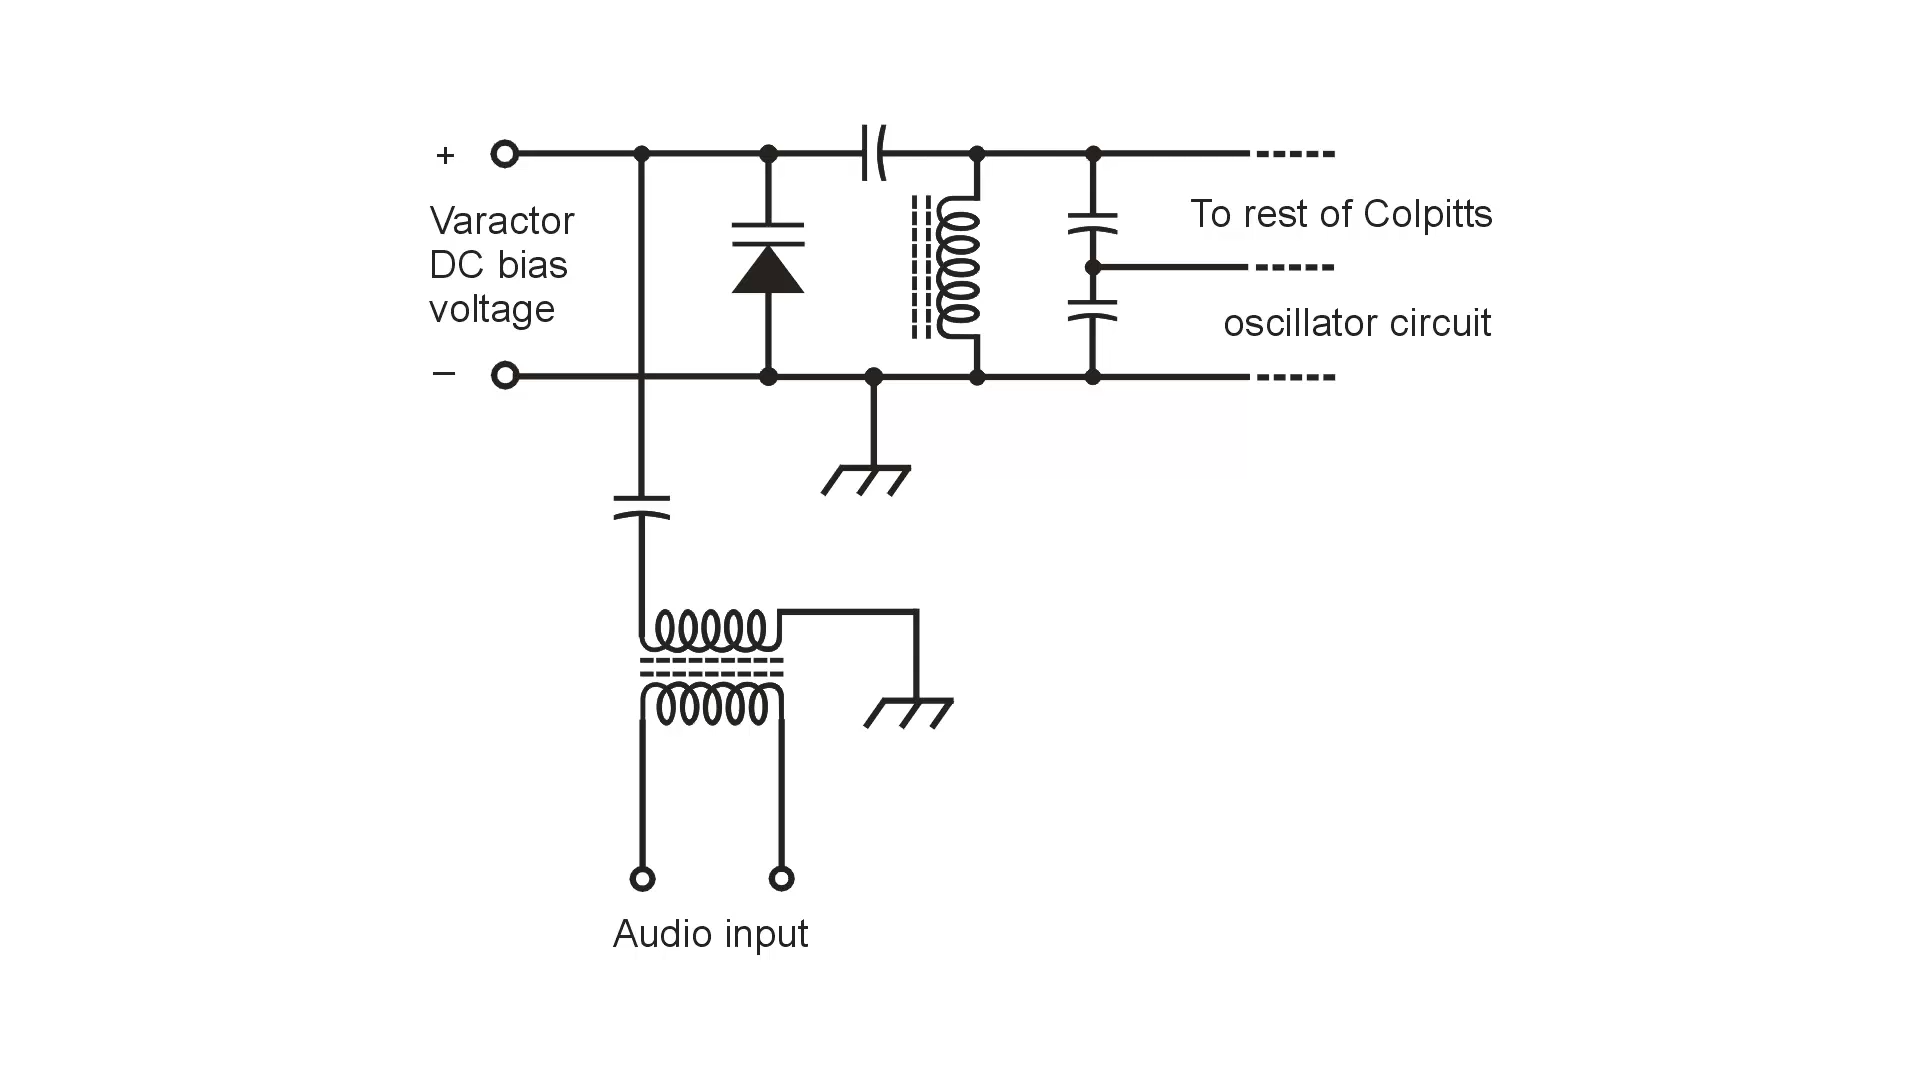 +
Varactor
DC bias
voltage
–
To rest of Colpitts
oscillator circuit
Audio input